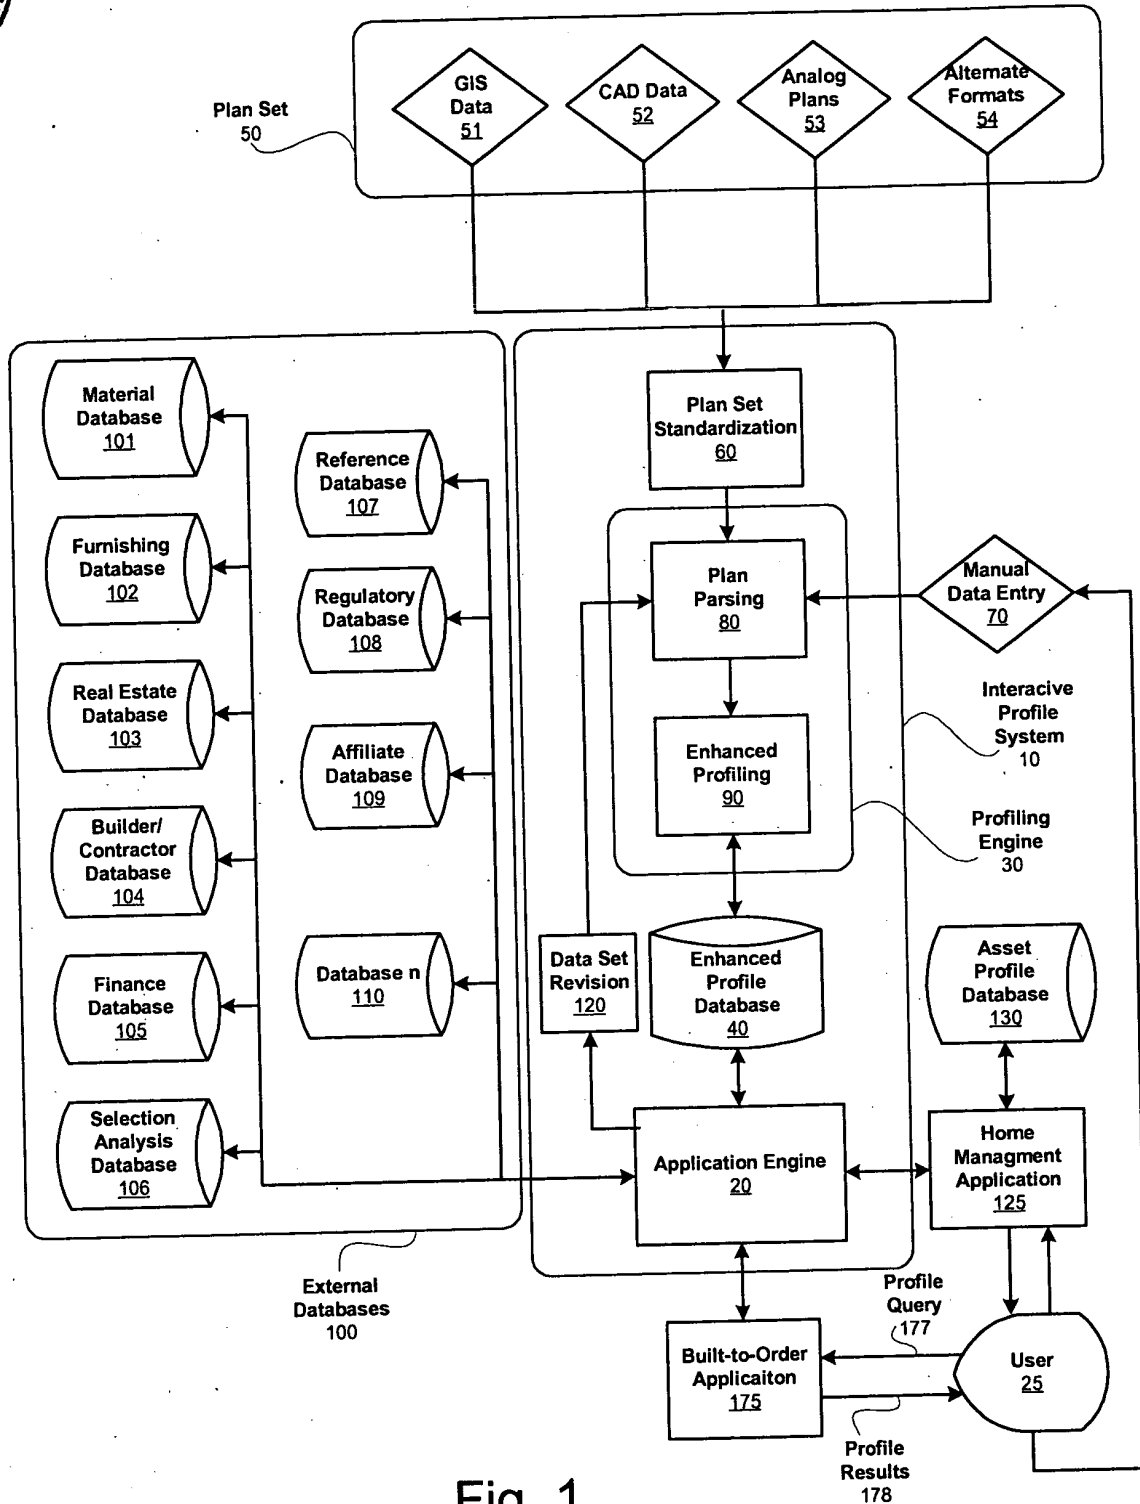 GIS
Data
51
CAD Data
52
Analog
Plans
53
Alternate
Formats
54
Plan Set
50
Material
Database
101
Furnishing
Database
102
Real Estate
Database
103
Builder/
Contractor
Database
104
Finance
Database
105
Selection
Analysis
Database
106
Reference
Database
107
Regulatory
Database
108
Affiliate
Database
109
Database n
110
External
Databases
100
Plan Set
Standardization
60
Plan
Parsing
80
Enhanced
Profiling
90
Manual
Data Entry
70
Interacive
Profile
System
10
Profiling
Engine
30
Data Set
Revision
120
Enhanced
Profile
Database
40
Asset
Profile
Database
130
Application Engine
20
Home
Managment
Application
125
Profile
Query
177
Built-to-Order
Applicaiton
175
User
25
Profile
Results
178
Fig. 1